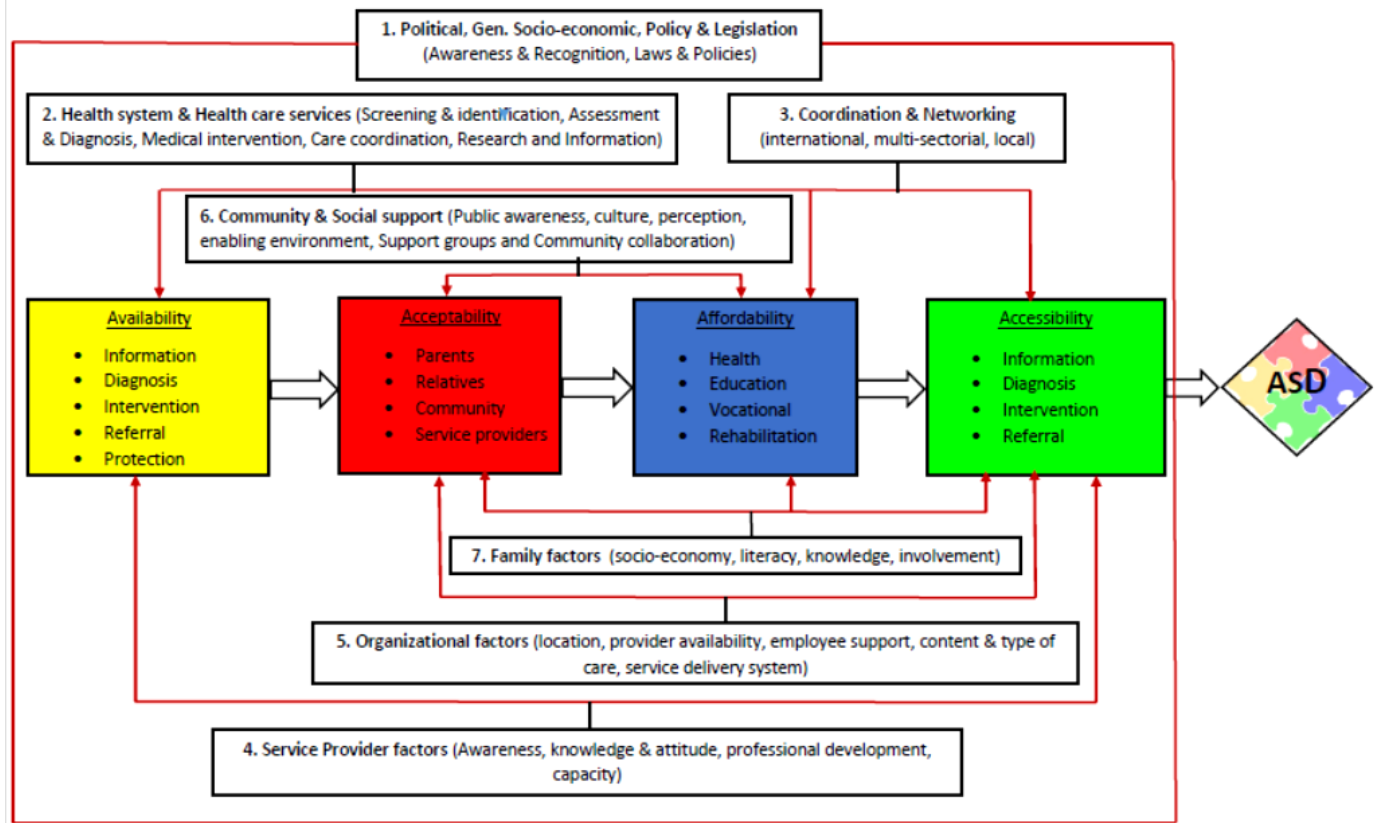 1. Political, Gen. Socio-economic, Policy & Legislation
(Awareness & Recognition, Laws & Policies)
2. Health system & Health care services (Screening & identification, Assessment
& Diagnosis, Medical intervention, Care coordination, Research and Information)
3. Coordination & Networking
(international, multi-sectorial, local)
6. Community & Social support (Public awareness, culture, perception,
enabling environment, Support groups and Community collaboration)
Availability
• Information
• Diagnosis
• Intervention
• Referral
• Protection
Acceptability
• Parents
• Relatives
• Community
• Service providers
Affordability
• Health
• Education
• Vocational
• Rehabilitation
Accessibility
• Information
• Diagnosis
• Intervention
• Referral
ASD
7. Family factors (socio-economy, literacy, knowledge, involvement)
5. Organizational factors (location, provider availability, employee support, content & type of
care, service delivery system)
4. Service Provider factors (Awareness, knowledge & attitude, professional development,
capacity)